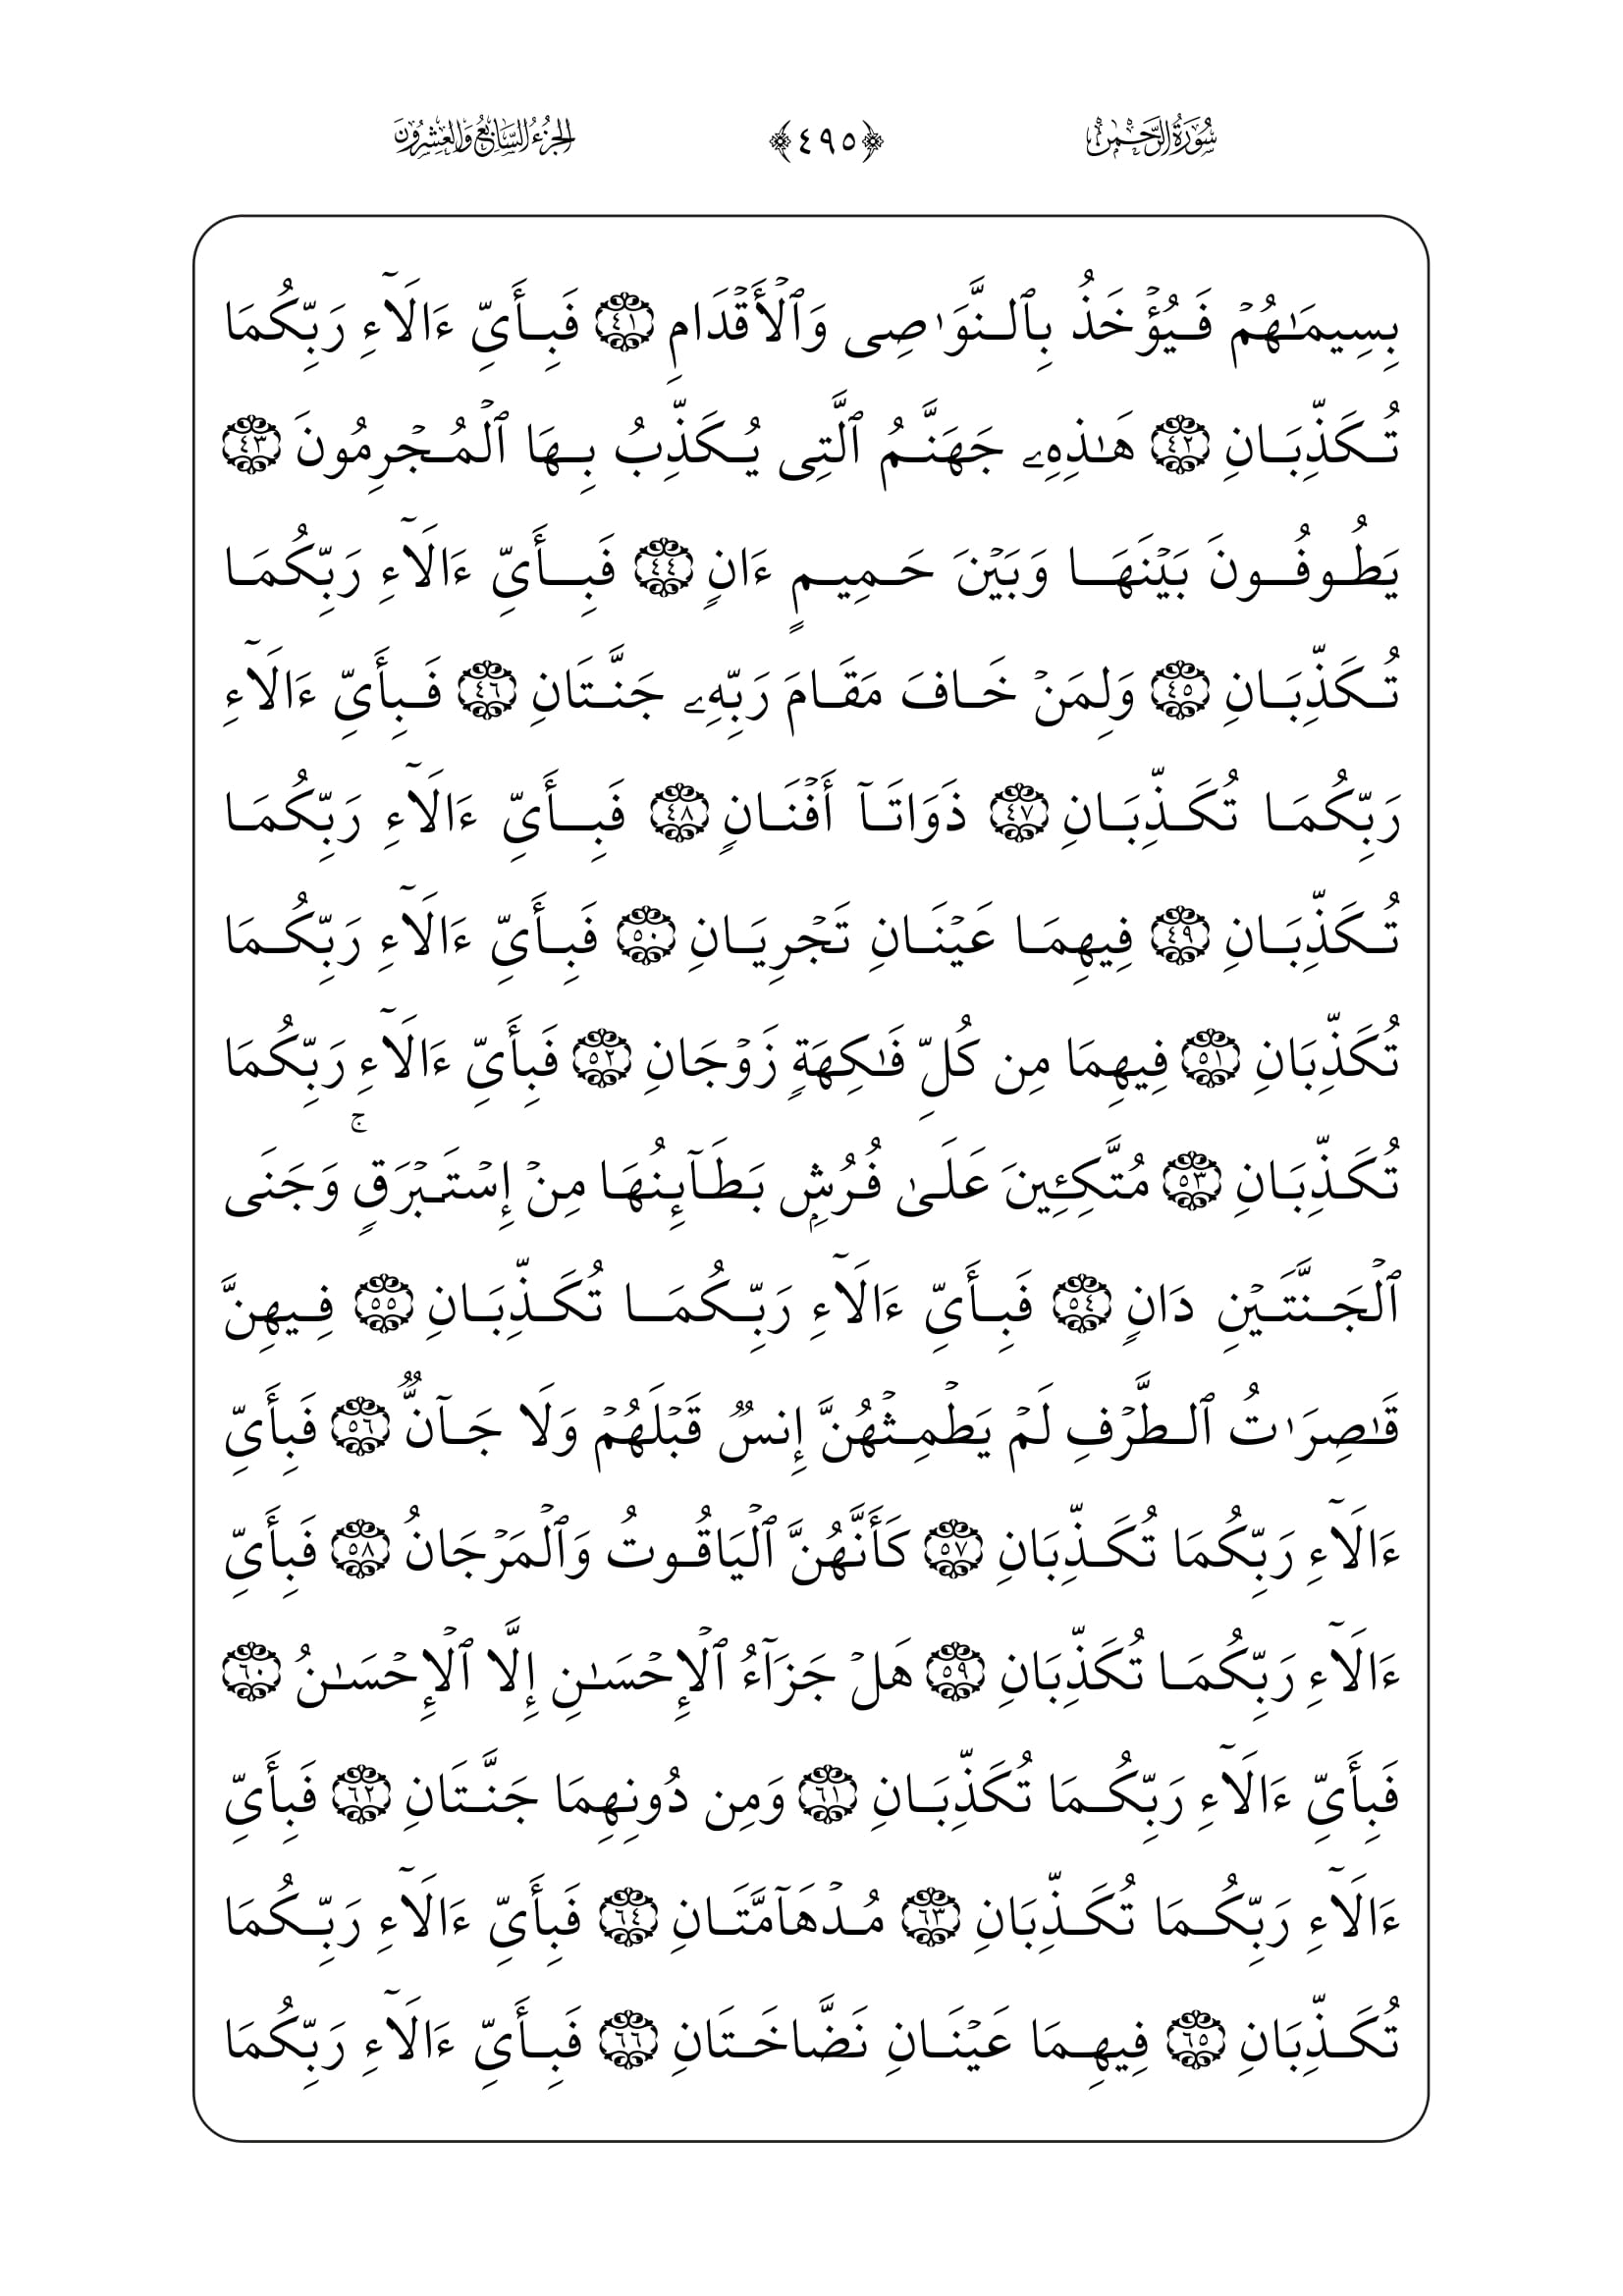 سُورَةُ الرَّحْمٰن ﴿٤٩٥﴾ الجُزْءُ السَّابِعُ وَالعِشْرُونَ
بِسِيمَـٰهُمۡ فَيُؤۡخَذُ بِٱلنَّوَٰصِى وَٱلۡأَقۡدَامِ ٤١ فَبِأَىِّ ءَالَآءِ رَبِّكُمَا
تُكَذِّبَانِ ٤٢ هَـٰذِهِۦ جَهَنَّمُ ٱلَّتِى يُكَذِّبُ بِهَا ٱلۡمُجۡرِمُونَ ٤٣
يَطُوفُونَ بَيۡنَهَا وَبَيۡنَ حَمِيمٍ ءَانٍ ٤٤ فَبِأَىِّ ءَالَآءِ رَبِّكُمَا
تُكَذِّبَانِ ٤٥ وَلِمَنۡ خَافَ مَقَامَ رَبِّهِۦ جَنَّتَانِ ٤٦ فَبِأَىِّ ءَالَآءِ
رَبِّكُمَا تُكَذِّبَانِ ٤٧ ذَوَاتَآ أَفۡنَانٍ ٤٨ فَبِأَىِّ ءَالَآءِ رَبِّكُمَا
تُكَذِّبَانِ ٤٩ فِيهِمَا عَيۡنَانِ تَجۡرِيَانِ ٥٠ فَبِأَىِّ ءَالَآءِ رَبِّكُمَا
تُكَذِّبَانِ ٥١ فِيهِمَا مِن كُلِّ فَـٰكِهَةٍ زَوۡجَانِ ٥٢ فَبِأَىِّ ءَالَآءِ رَبِّكُمَا
تُكَذِّبَانِ ٥٣ مُتَّكِـِٔينَ عَلَىٰ فُرُشِۭ بَطَآئِنُهَا مِنۡ إِسۡتَبۡرَقٍۚ وَجَنَى
ٱلۡجَنَّتَيۡنِ دَانٍ ٥٤ فَبِأَىِّ ءَالَآءِ رَبِّكُمَا تُكَذِّبَانِ ٥٥ فِيهِنَّ
قَـٰصِرَٰتُ ٱلطَّرۡفِ لَمۡ يَطۡمِثۡهُنَّ إِنسٌ قَبۡلَهُمۡ وَلَا جَآنٌّ ٥٦ فَبِأَىِّ
ءَالَآءِ رَبِّكُمَا تُكَذِّبَانِ ٥٧ كَأَنَّهُنَّ ٱلۡيَاقُوتُ وَٱلۡمَرۡجَانُ ٥٨ فَبِأَىِّ
ءَالَآءِ رَبِّكُمَا تُكَذِّبَانِ ٥٩ هَلۡ جَزَآءُ ٱلۡإِحۡسَـٰنِ إِلَّا ٱلۡإِحۡسَـٰنُ ٦٠
فَبِأَىِّ ءَالَآءِ رَبِّكُمَا تُكَذِّبَانِ ٦١ وَمِن دُونِهِمَا جَنَّتَانِ ٦٢ فَبِأَىِّ
ءَالَآءِ رَبِّكُمَا تُكَذِّبَانِ ٦٣ مُدۡهَآمَّتَانِ ٦٤ فَبِأَىِّ ءَالَآءِ رَبِّكُمَا
تُكَذِّبَانِ ٦٥ فِيهِمَا عَيۡنَانِ نَضَّاخَتَانِ ٦٦ فَبِأَىِّ ءَالَآءِ رَبِّكُمَا